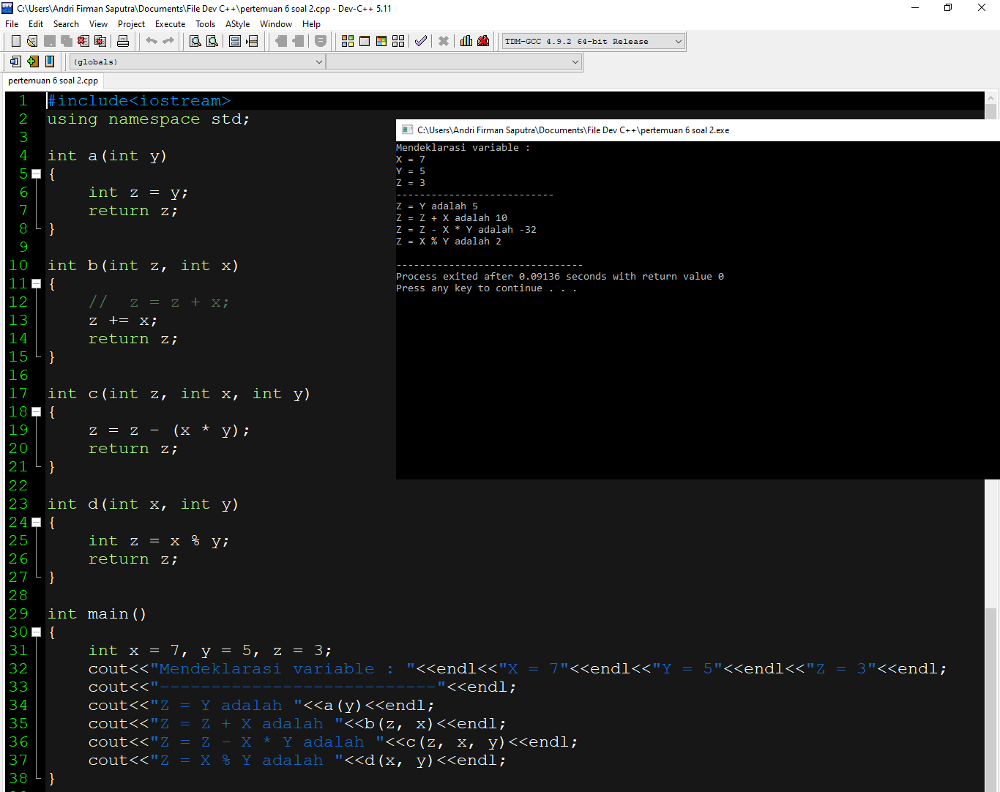 C:\Users\Andri Firman Saputra\Documents\File Dev C++\pertemuan 6 soal 2.cpp - Dev-C++ 5.11
File Edit Search View Project Execute Tools AStyle Window Help
TDM-GCC 4.9.2 64-bit Release
(globals)
pertemuan 6 soal 2.cpp
1 #include<iostream>
2 using namespace std;
3
4 int a(int y)
5 {
6     int z = y;
7     return z;
8 }
9
10 int b(int z, int x)
11 {
12     //  z = z + x;
13     z += x;
14     return z;
15 }
16
17 int c(int z, int x, int y)
18 {
19     z = z - (x * y);
20     return z;
21 }
22
23 int d(int x, int y)
24 {
25     int z = x % y;
26     return z;
27 }
28
29 int main()
30 {
31     int x = 7, y = 5, z = 3;
32     cout<<"Mendeklarasi variable : "<<endl<<"X = 7"<<endl<<"Y = 5"<<endl<<"Z = 3"<<endl;
33     cout<<"---------------------------"<<endl;
34     cout<<"Z = Y adalah "<<a(y)<<endl;
35     cout<<"Z = Z + X adalah "<<b(z, x)<<endl;
36     cout<<"Z = Z - X * Y adalah "<<c(z, x, y)<<endl;
37     cout<<"Z = X % Y adalah "<<d(x, y)<<endl;
38 }
C:\Users\Andri Firman Saputra\Documents\File Dev C++\pertemuan 6 soal 2.exe
Mendeklarasi variable :
X = 7
Y = 5
Z = 3
---------------------------
Z = Y adalah 5
Z = Z + X adalah 10
Z = Z - X * Y adalah -32
Z = X % Y adalah 2
--------------------------------
Process exited after 0.09136 seconds with return value 0
Press any key to continue . . .